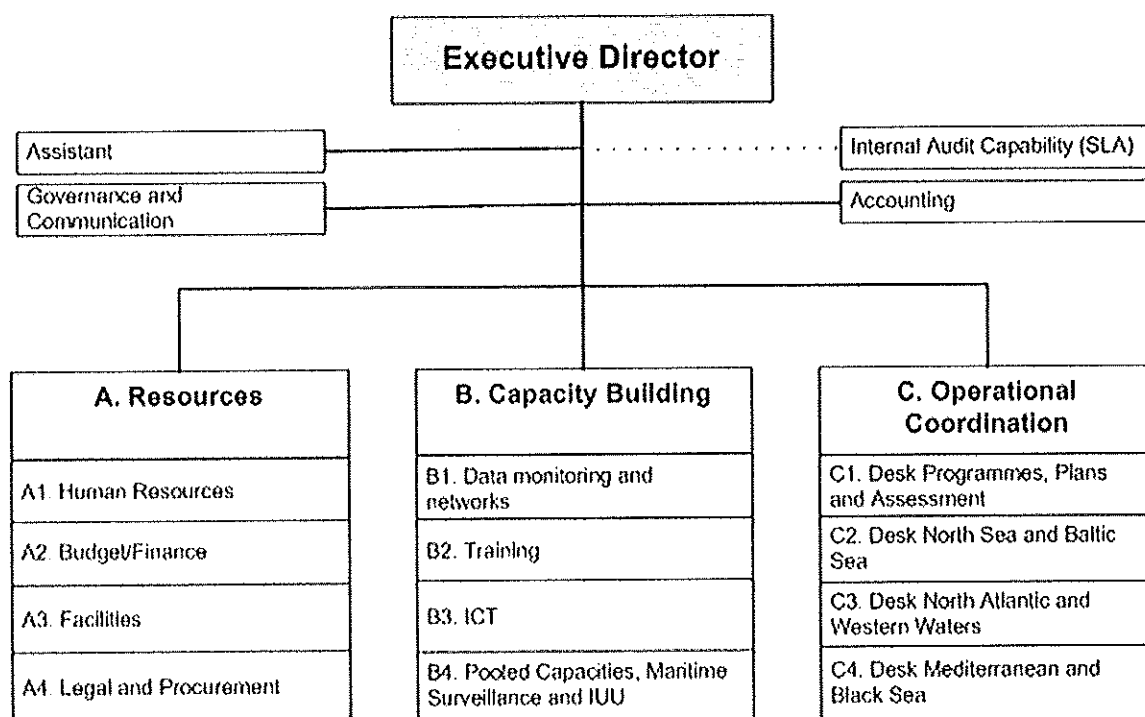 Executive Director
Assistant
Internal Audit Capability (SLA)
Governance and
Communication
Accounting
A. Resources
A1. Human Resources
A2. Budget/Finance
A3. Facilities
A4. Legal and Procurement
B. Capacity Building
B1. Data monitoring and
networks
B2. Training
B3. ICT
B4. Pooled Capacities, Maritime
Surveillance and IUU
C. Operational
Coordination
C1. Desk Programmes, Plans
and Assessment
C2. Desk North Sea and Baltic
Sea
C3. Desk North Atlantic and
Western Waters
C4. Desk Mediterranean and
Black Sea